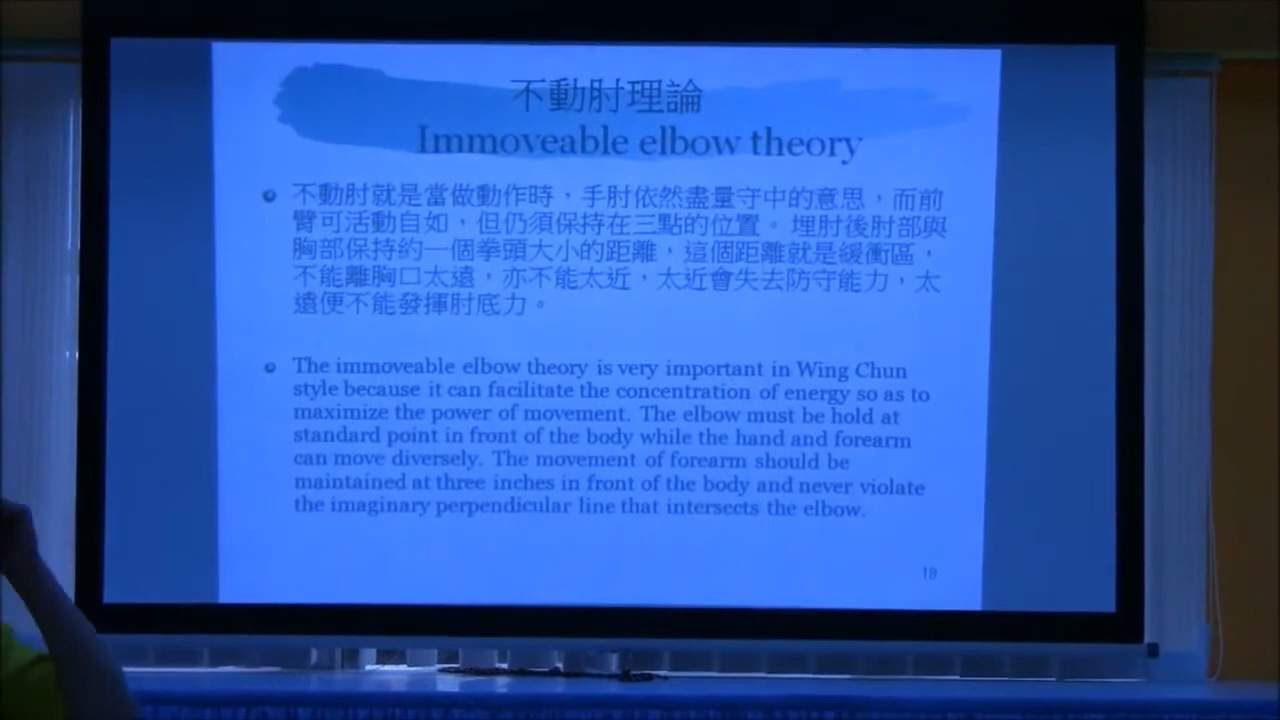 不動肘理論
Immoveable elbow theory
不動肘就是當做動作時，手肘依然盡量守中的意思，而前
臂可活動自如，但仍須保持在三點的位置。埋肘後肘部與
胸部保持約一個拳頭大小的距離，這個距離就是緩衝區，
不能離胸口太遠，亦不能太近，太近會失去防守能力，太
遠便不能發揮肘底力。
The immoveable elbow theory is very important in Wing Chun
style because it can facilitate the concentration of energy so as to
maximize the power of movement. The elbow must be hold at
standard point in front of the body while the hand and forearm
can move diversely. The movement of forearm should be
maintained at three inches in front of the body and never violate
the imaginary perpendicular line that intersects the elbow.
18